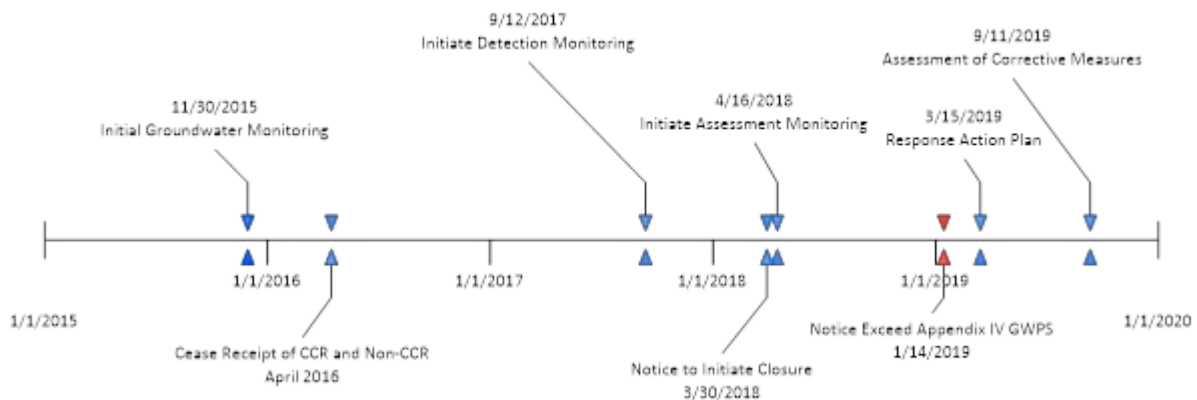 9/12/2017
Initiate Detection Monitoring
9/11/2019
Assessment of Corrective Measures
11/30/2015
Initial Groundwater Monitoring
4/16/2018
Initiate Assessment Monitoring
3/15/2019
Response Action Plan
1/1/2016
1/1/2017
1/1/2018
1/1/2019
1/1/2015
1/1/2020
Cease Receipt of CCR and Non-CCR
April 2016
Notice to Initiate Closure
3/30/2018
Notice Exceed Appendix IV GWPS
1/14/2019